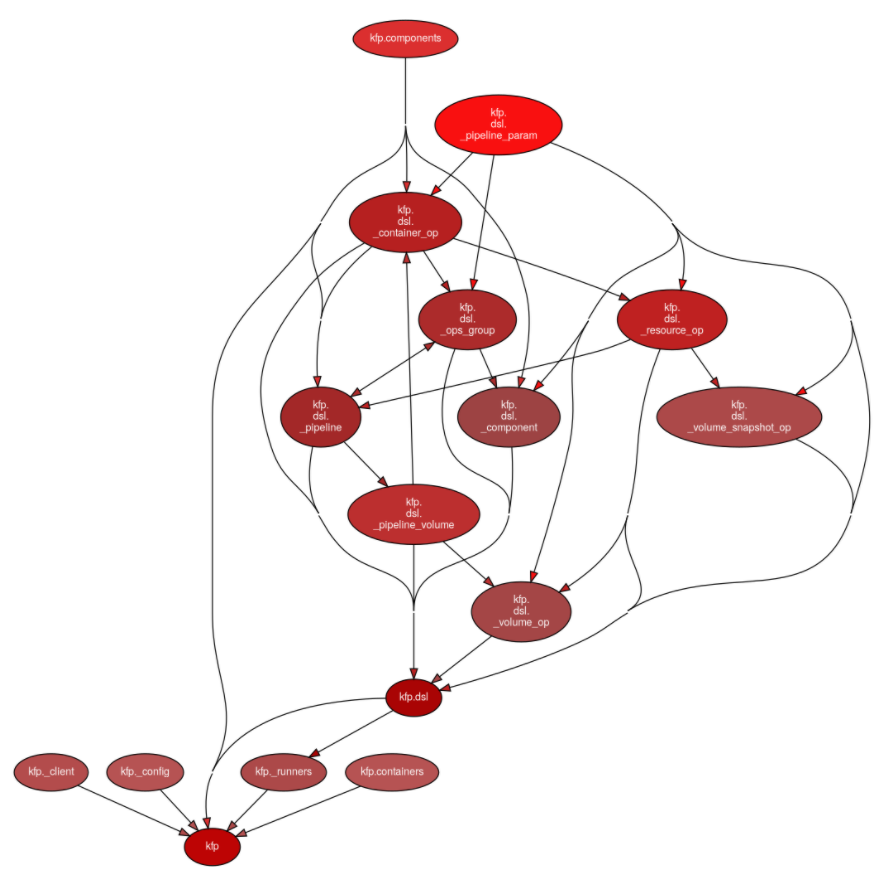 kfp.components
kfp.
dsl.
_pipeline_param
kfp.
dsl.
_container_op
kfp.
dsl.
_ops_group
kfp.
dsl.
_resource_op
kfp.
dsl.
_pipeline
kfp.
dsl.
_component
kfp.
dsl.
_volume_snapshot_op
kfp.
dsl.
_pipeline_volume
kfp.
dsl.
_volume_op
kfp.dsl
kfp._client
kfp._config
kfp._runners
kfp.containers
kfp